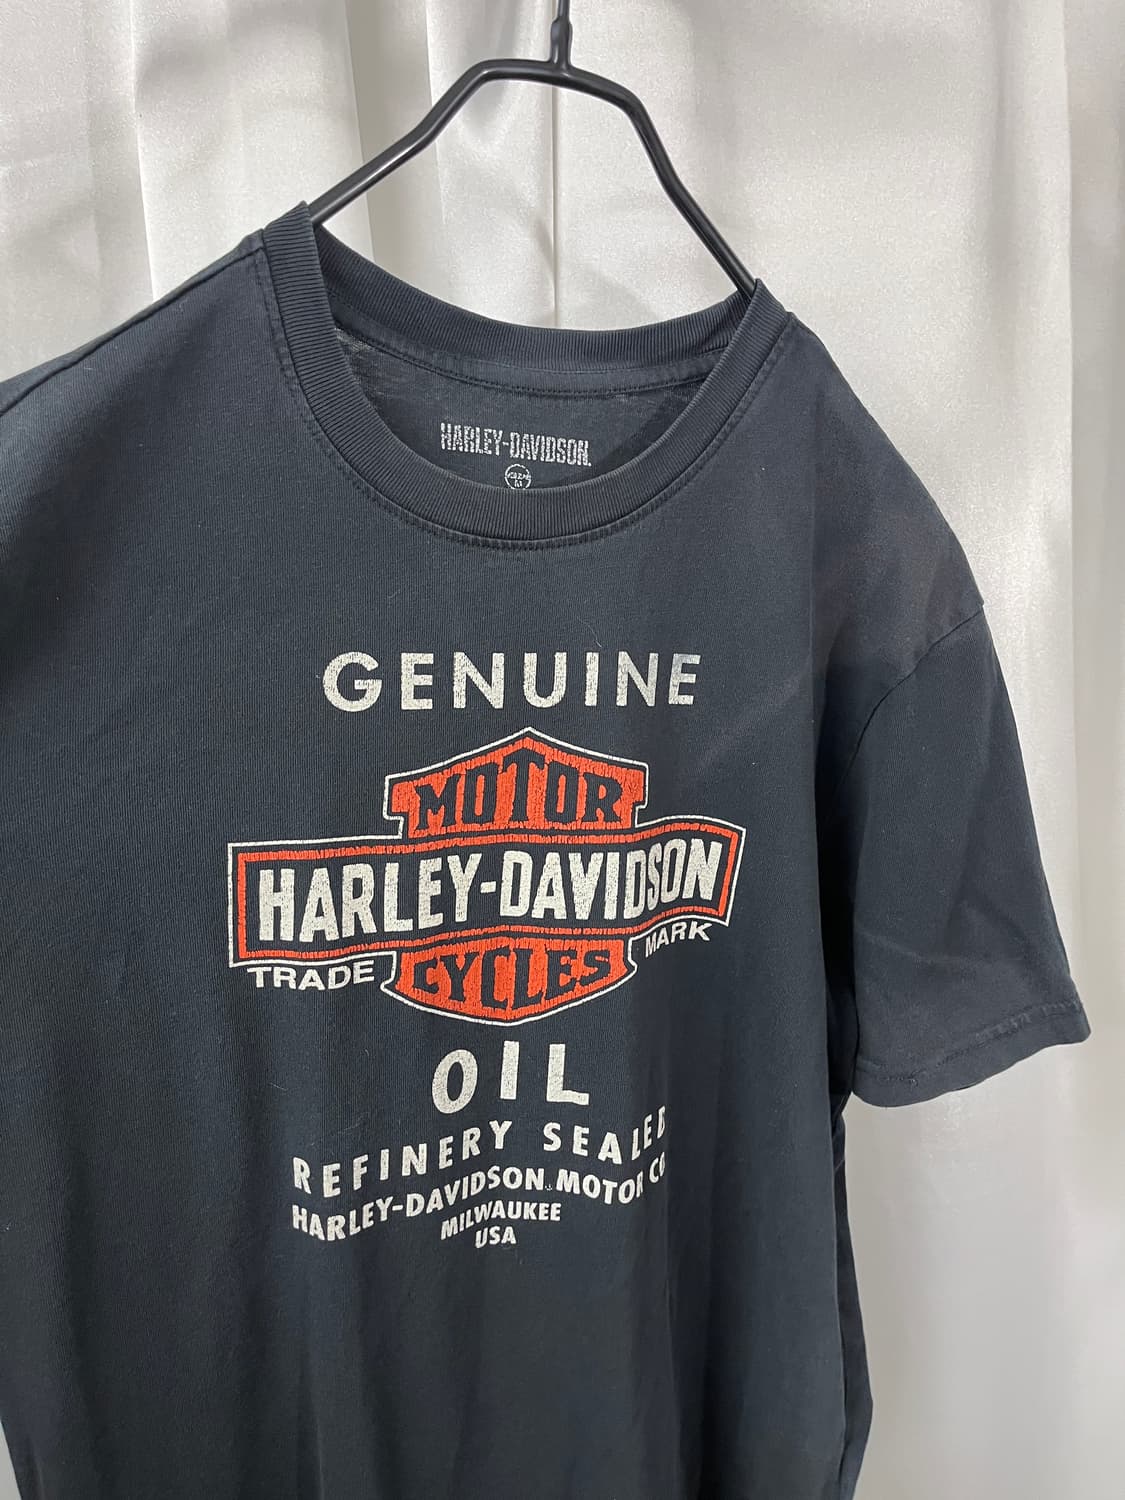 HARLEY-DAVIDSON
M
GENUINE
MOTOR
HARLEY-DAVIDSON
CYCLES
TRADE MARK
OIL
REFINERY SEALED
HARLEY-DAVIDSON MOTOR CO
MILWAUKEE
USA